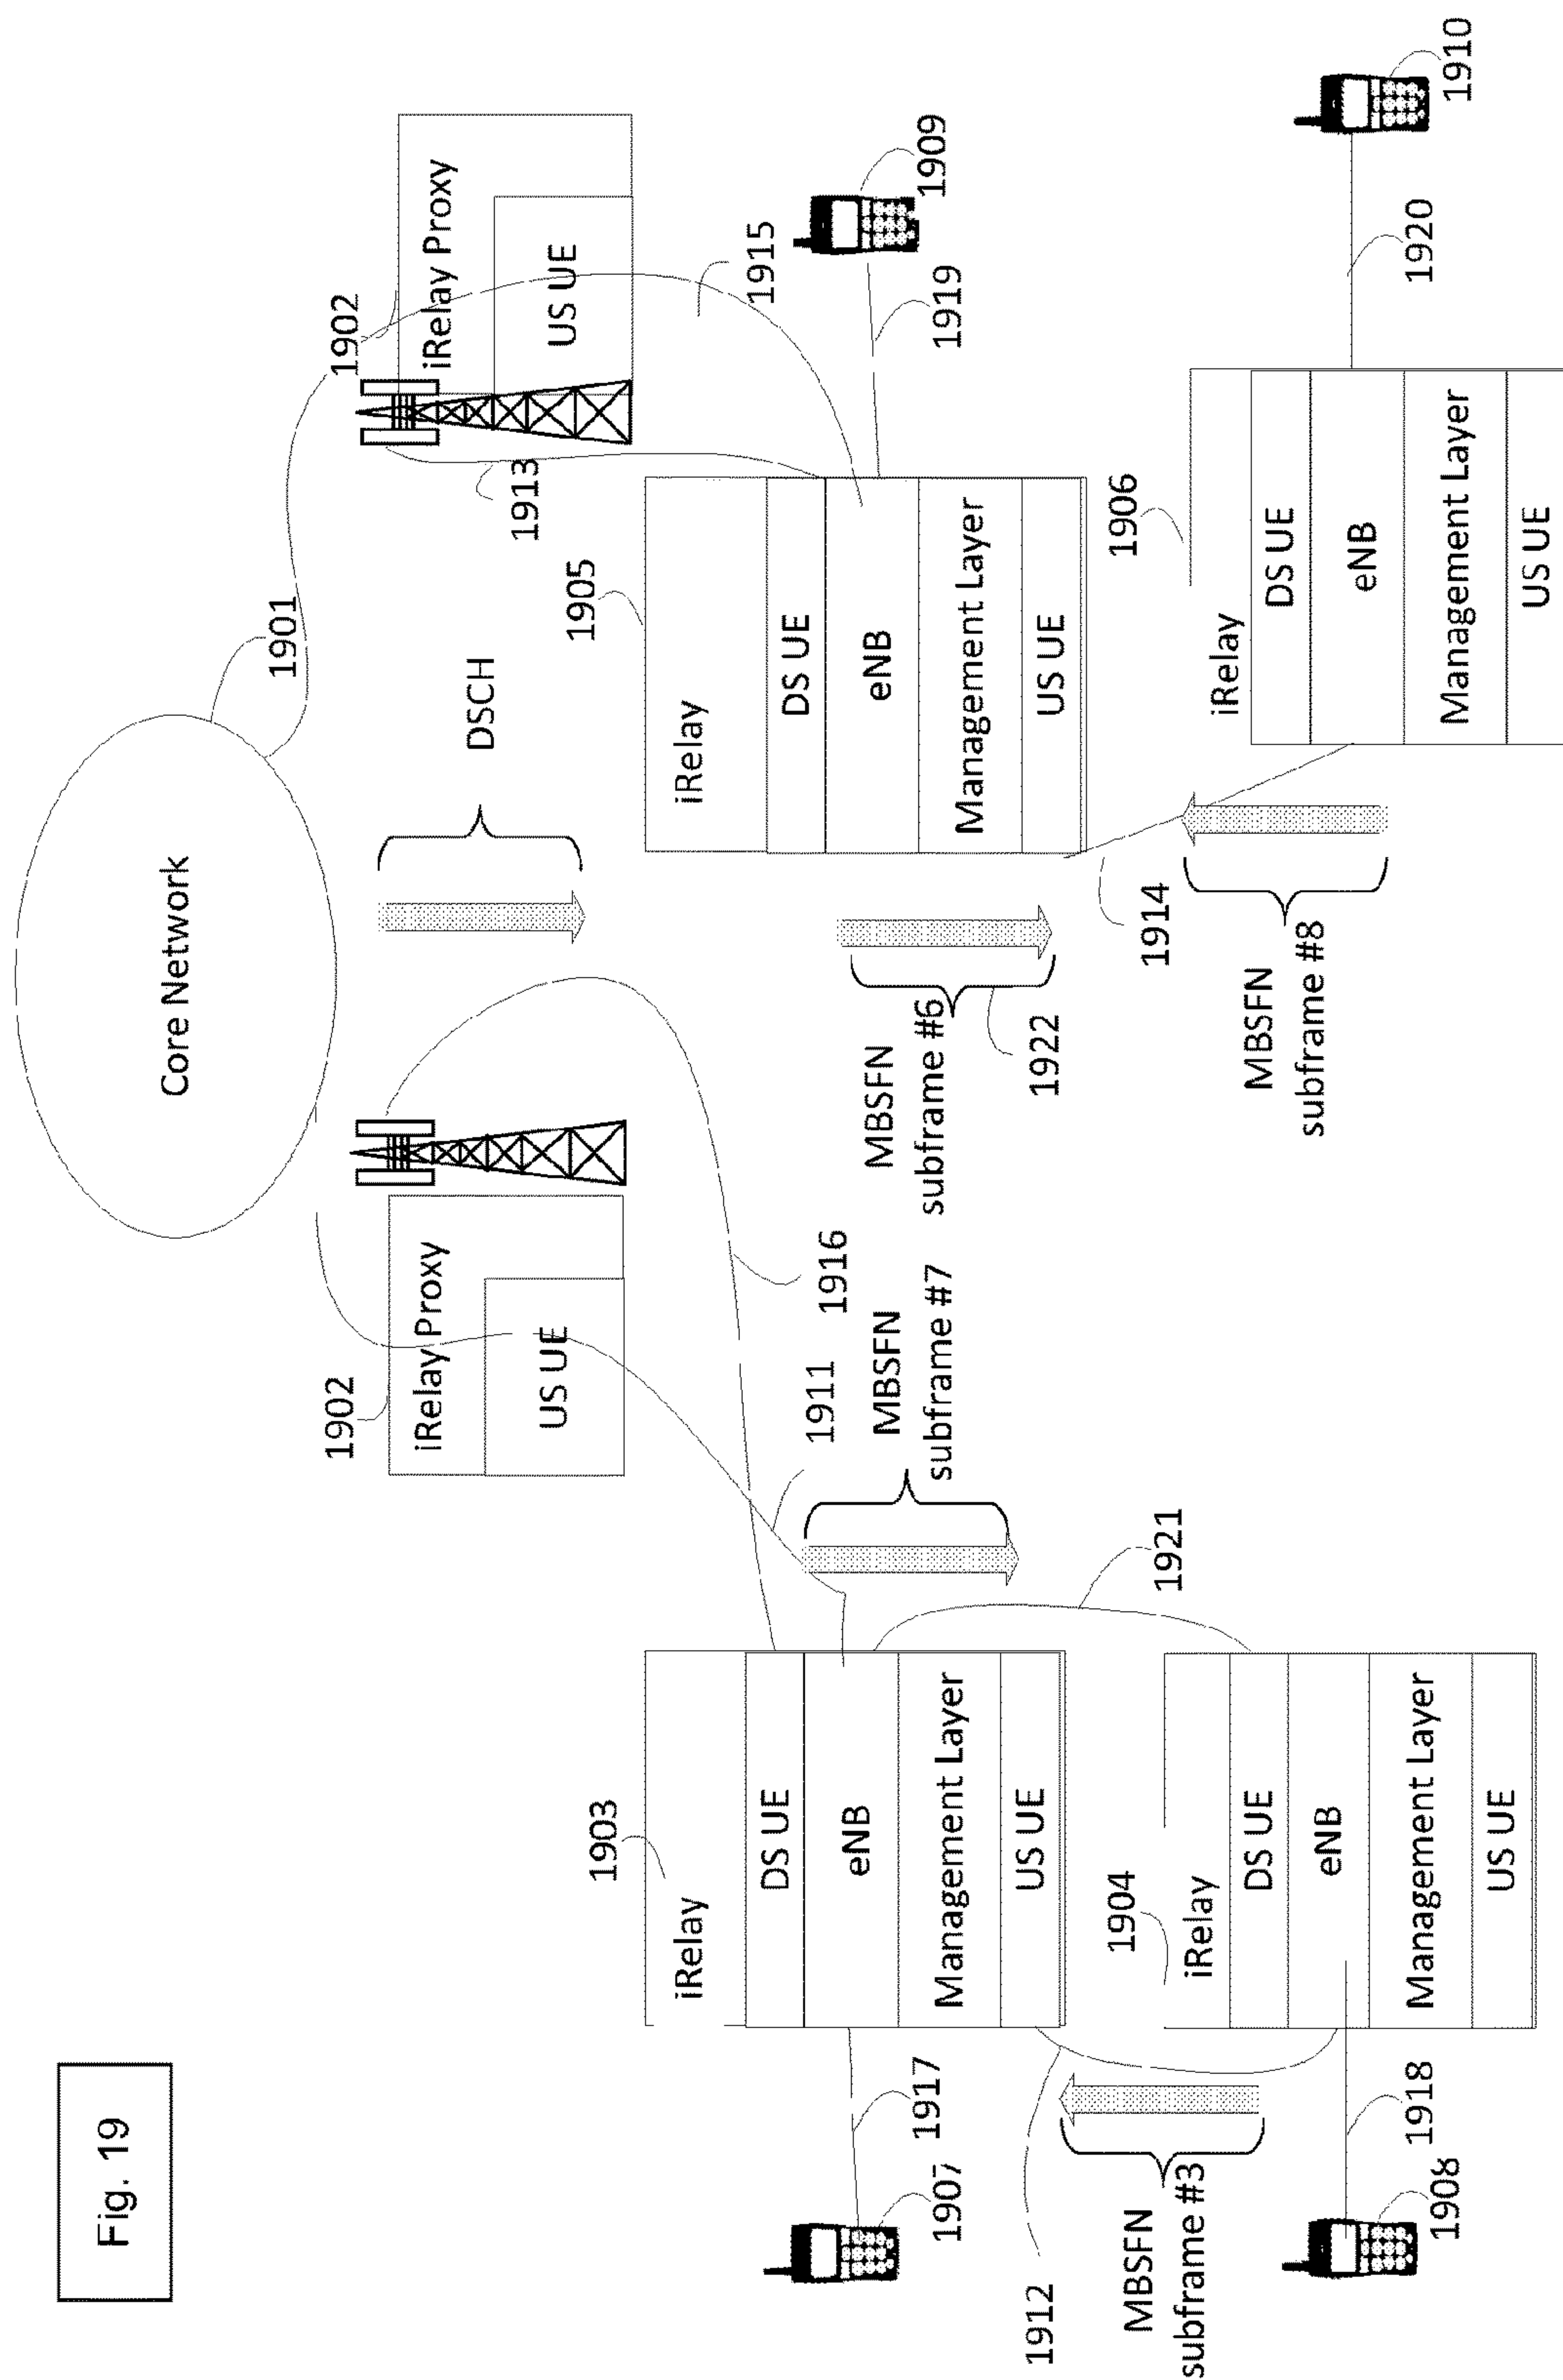 Fig. 19
Core Network
1901
1902
iRelay Proxy
US UE
1902
iRelay Proxy
US UE
DSCH
1913
1915
1916
1911
1903
iRelay
DS UE
eNB
Management Layer
US UE
1905
iRelay
DS UE
eNB
Management Layer
US UE
1909
1919
1907
1917
MBSFN
subframe #7
MBSFN
subframe #6
1922
1921
1914
1912
MBSFN
subframe #3
1904
iRelay
DS UE
eNB
Management Layer
US UE
1908
1918
MBSFN
subframe #8
1906
iRelay
DS UE
eNB
Management Layer
US UE
1920
1910